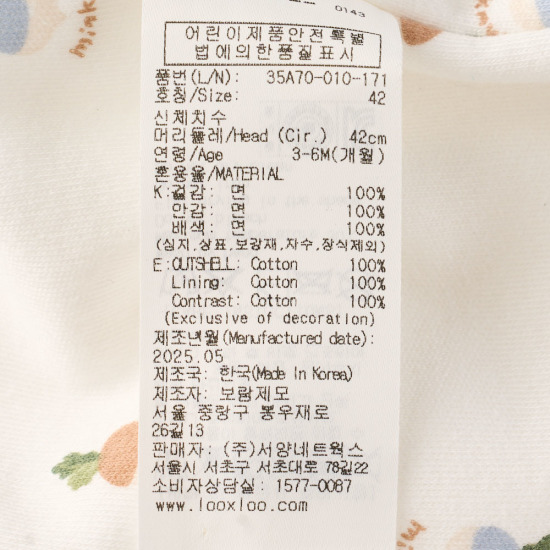 0143
어린이제품안전특별
법에의한품질표시
품번(L/N): 35A70-010-171
호칭/Size: 42
신체치수
머리둘레/Head (Cir.) 42cm
연령/Age 3-6M(개월)
혼용율/MATERIAL
K:겉감: 면 100%
안감: 면 100%
배색: 면 100%
(심지,상표,보강재,자수,장식제외)
E:OUTSHELL: Cotton 100%
Lining: Cotton 100%
Contrast: Cotton 100%
(Exclusive of decoration)
제조년월(Manufactured date):
2025.05
제조국: 한국(Made In Korea)
제조자: 보람제모
서울 중랑구 봉우재로
26길13
판매자: (주)서양네트웍스
서울시 서초구 서초대로 78길22
소비자상담실: 1577-0087
www.looxloo.com